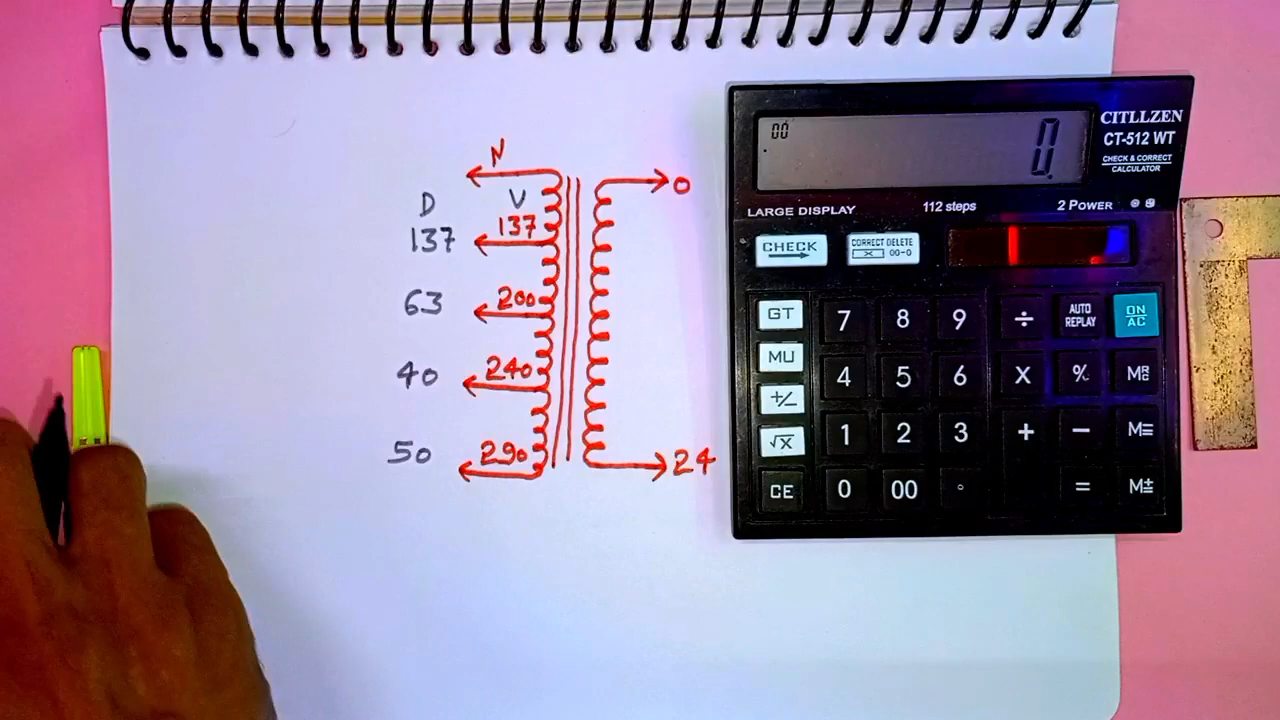 N
0
D V
137 137
63 200
40 240
50 290
24
00 0.
CITLLZEN
CT-512 WT
CHECK & CORRECT
CALCULATOR
LARGE DISPLAY 112 steps 2 POWER
CHECK CORRECT DELETE
X 00→0
GT 7 8 9 ÷ AUTO REPLAY ON/AC
MU 4 5 6 X % MRC
+/- 1 2 3 + − M=
√X 0 00 . = M±
CE